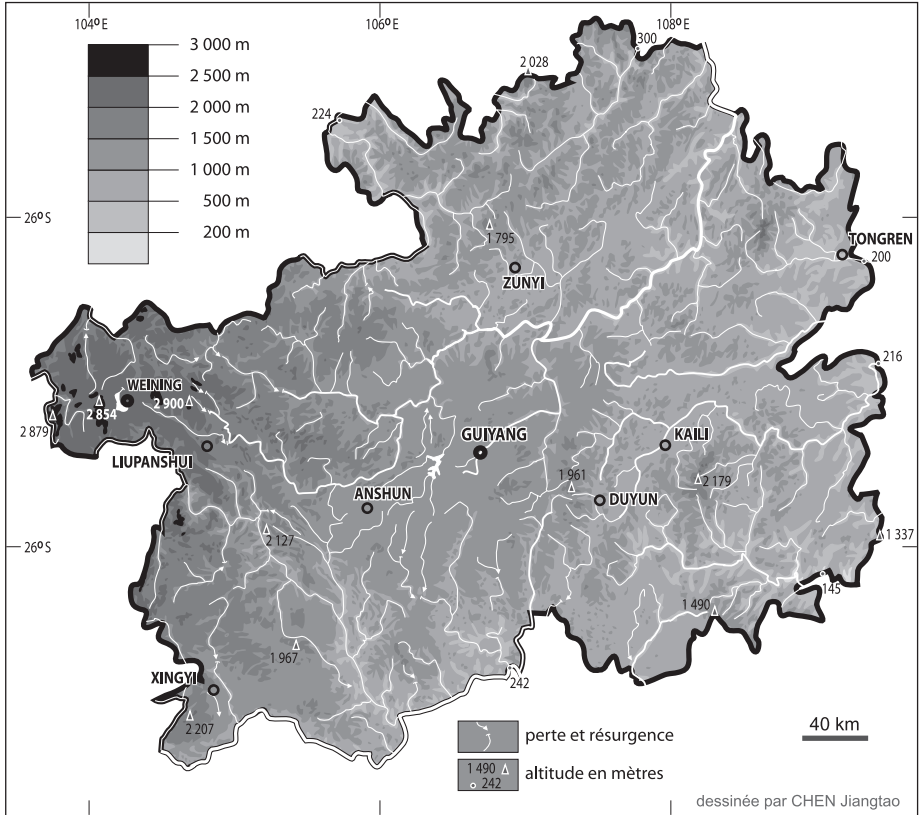 104°E 106°E 108°E
3 000 m
2 500 m
2 000 m
1 500 m
1 000 m
500 m
200 m
300
2 028
224
26°S
1 795
TONGREN
200
ZUNYI
216
WEINING
2 900
2 854
2 879
GUIYANG
KAILI
LIUPANSHUI
1 961
2 179
ANSHUN
DUYUN
2 127
1 337
26°S
145
1 490
1 967
XINGYI
242
2 207
perte et résurgence
40 km
1 490
242
altitude en mètres
dessinée par CHEN Jiangtao